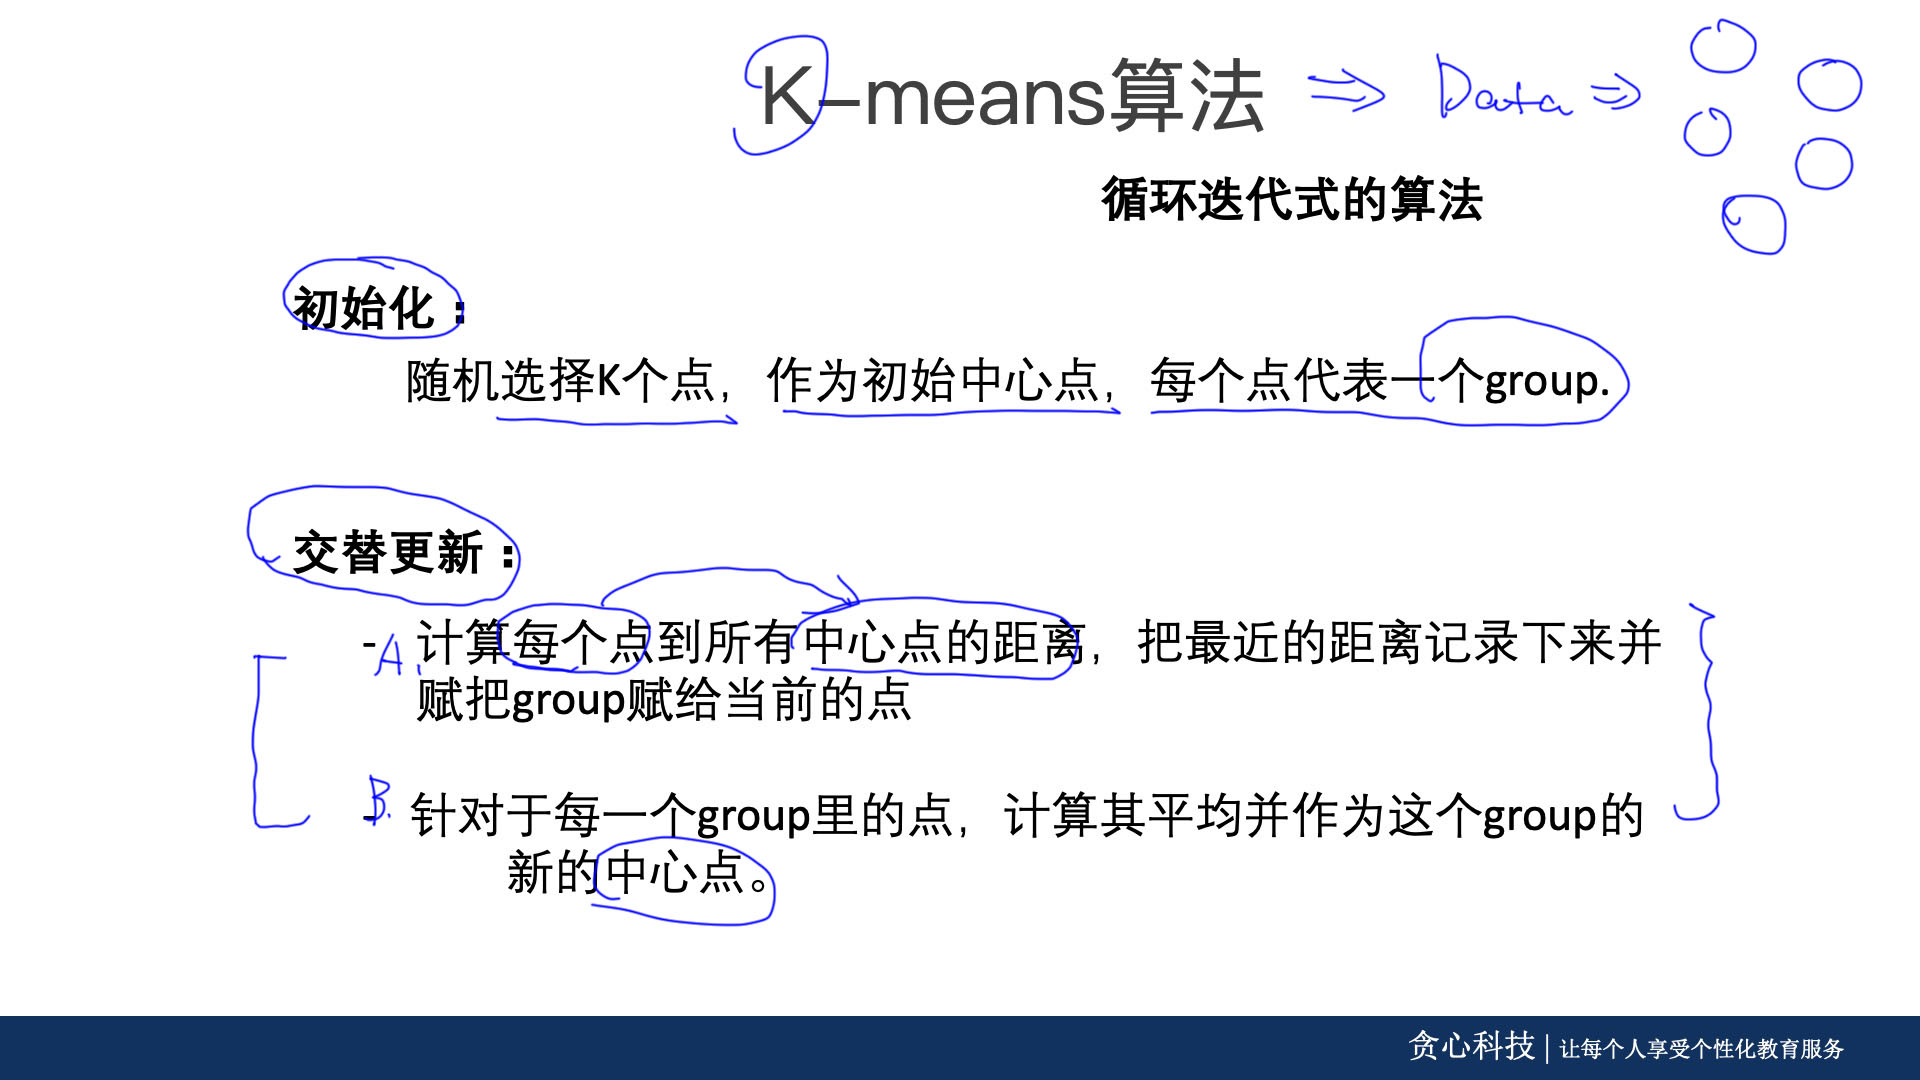 K-means算法 ⇒ Data ⇒
循环迭代式的算法
初始化：
随机选择K个点，作为初始中心点，每个点代表一个group.
交替更新：
- A. 计算每个点到所有中心点的距离，把最近的距离记录下来并
赋把group赋给当前的点
- B. 针对于每一个group里的点，计算其平均并作为这个group的
新的中心点。
贪心科技 | 让每个人享受个性化教育服务